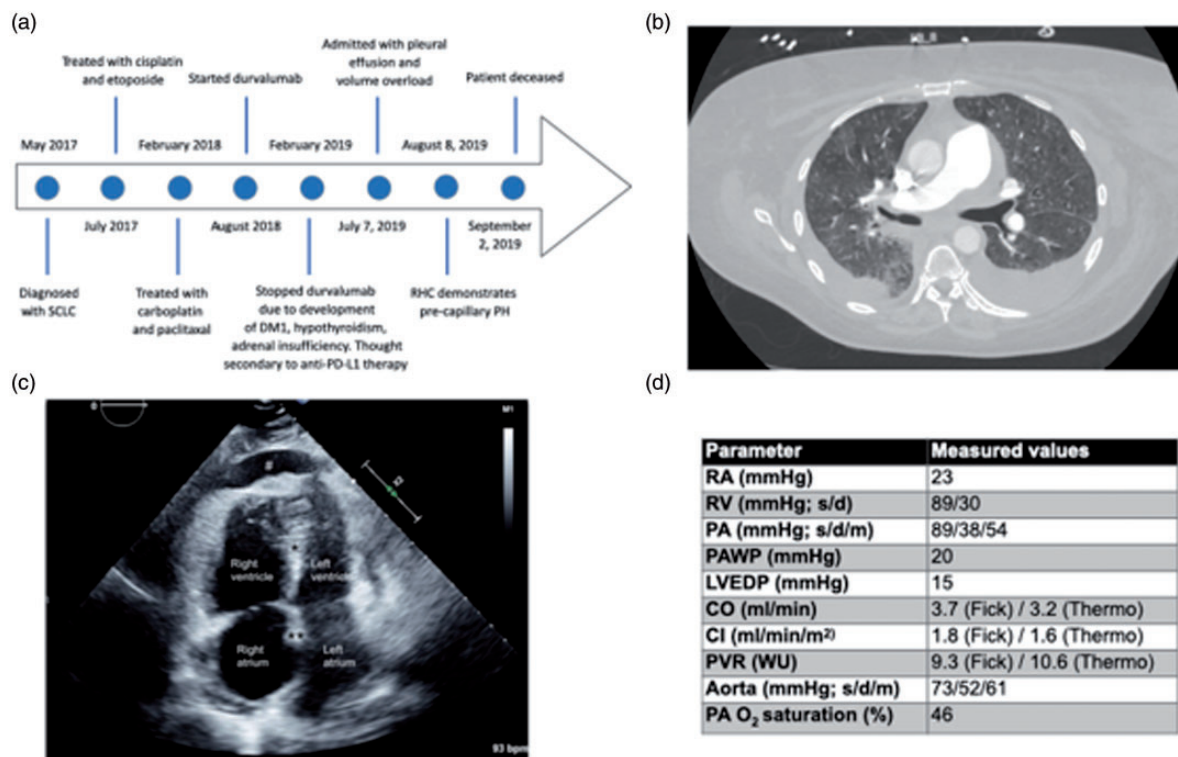 (a)
Treated with cisplatin
and etoposide
Started durvalumab
Admitted with pleural
effusion and
volume overload
Patient deceased
May 2017
February 2018
February 2019
August 8, 2019
July 2017
August 2018
July 7, 2019
September
2, 2019
Diagnosed
with SCLC
Treated with
carboplatin
and paclitaxal
Stopped durvalumab
due to development
of DM1, hypothyroidism,
adrenal insufficiency. Thought
secondary to anti-PD-L1 therapy
RHC demonstrates
pre-capillary PH
(b)
(c)
0
M1
#
x2
*
Right
ventricle
Left
ventricle
**
Right
atrium
Left
atrium
93 bpm
(d)
Parameter Measured values
RA (mmHg) 23
RV (mmHg; s/d) 89/30
PA (mmHg; s/d/m) 89/38/54
PAWP (mmHg) 20
LVEDP (mmHg) 15
CO (ml/min) 3.7 (Fick) / 3.2 (Thermo)
CI (ml/min/m²⁾ 1.8 (Fick) / 1.6 (Thermo)
PVR (WU) 9.3 (Fick) / 10.6 (Thermo)
Aorta (mmHg; s/d/m) 73/52/61
PA O₂ saturation (%) 46